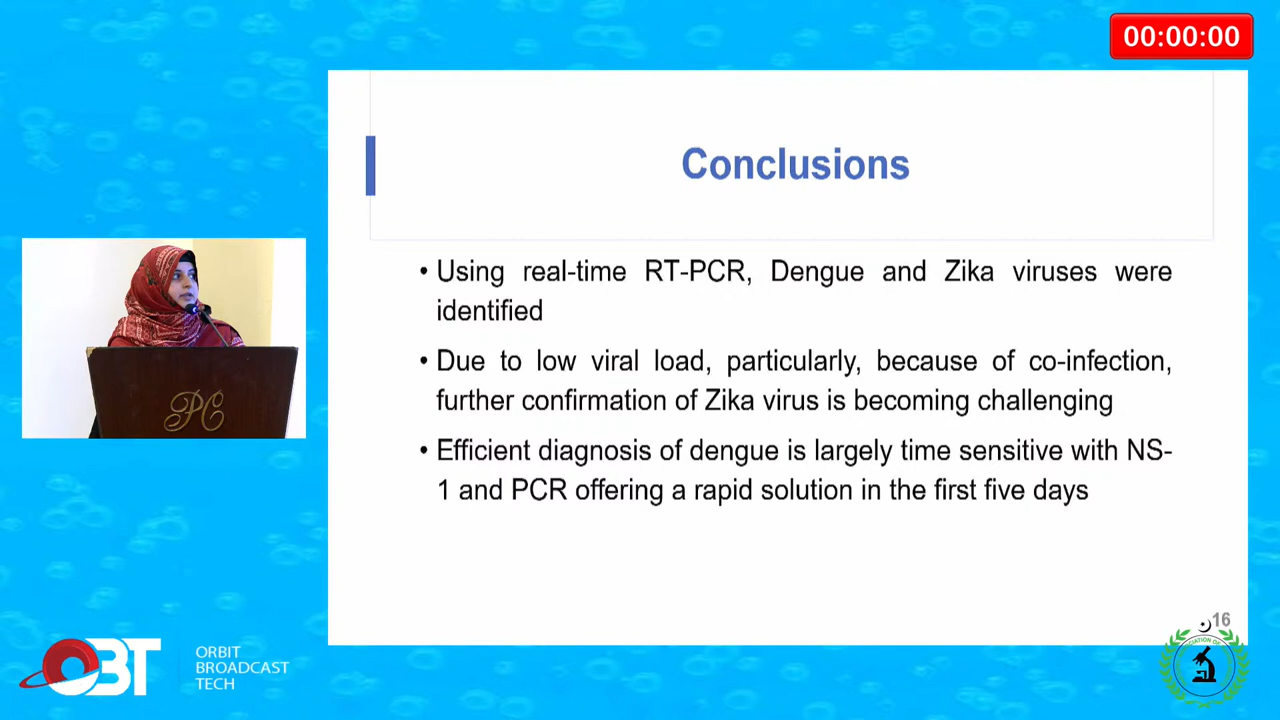 00:00:00
Conclusions
• Using real-time RT-PCR, Dengue and Zika viruses were
identified
• Due to low viral load, particularly, because of co-infection,
further confirmation of Zika virus is becoming challenging
• Efficient diagnosis of dengue is largely time sensitive with NS-
1 and PCR offering a rapid solution in the first five days
PC
16
OBT
ORBIT
BROADCAST
TECH